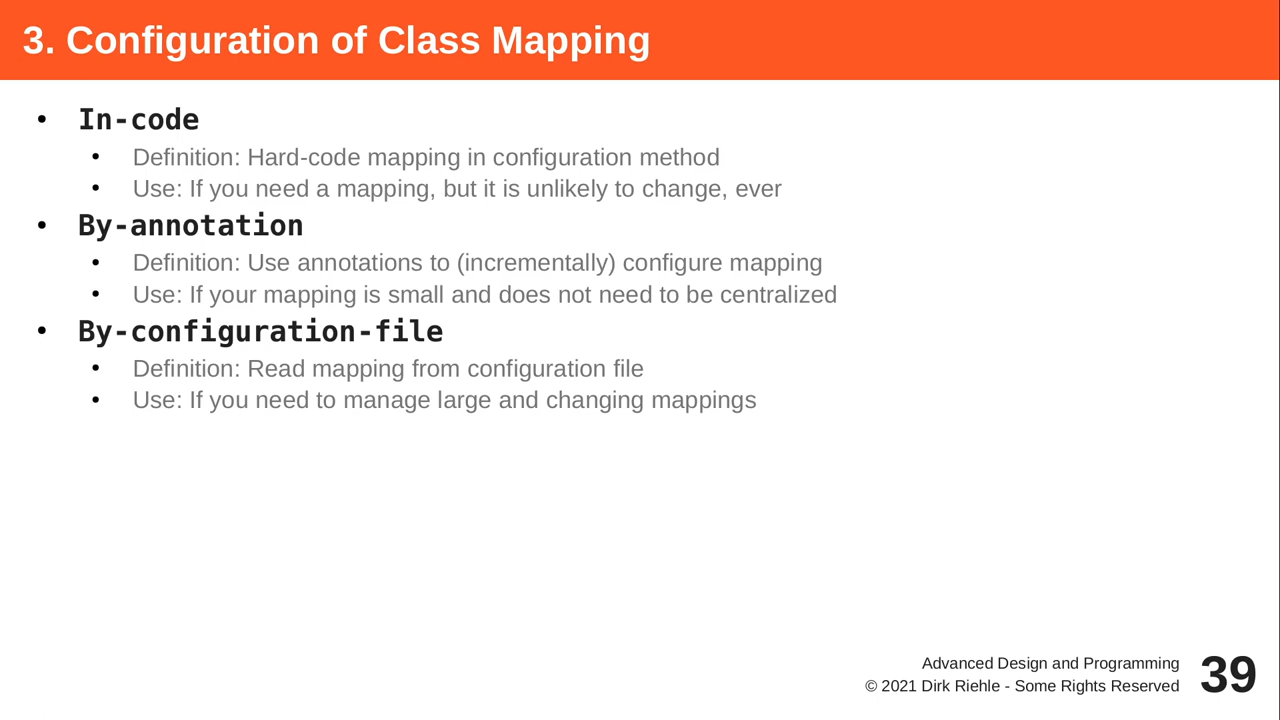 3. Configuration of Class Mapping
• In-code
• Definition: Hard-code mapping in configuration method
• Use: If you need a mapping, but it is unlikely to change, ever
• By-annotation
• Definition: Use annotations to (incrementally) configure mapping
• Use: If your mapping is small and does not need to be centralized
• By-configuration-file
• Definition: Read mapping from configuration file
• Use: If you need to manage large and changing mappings
Advanced Design and Programming
© 2021 Dirk Riehle - Some Rights Reserved
39